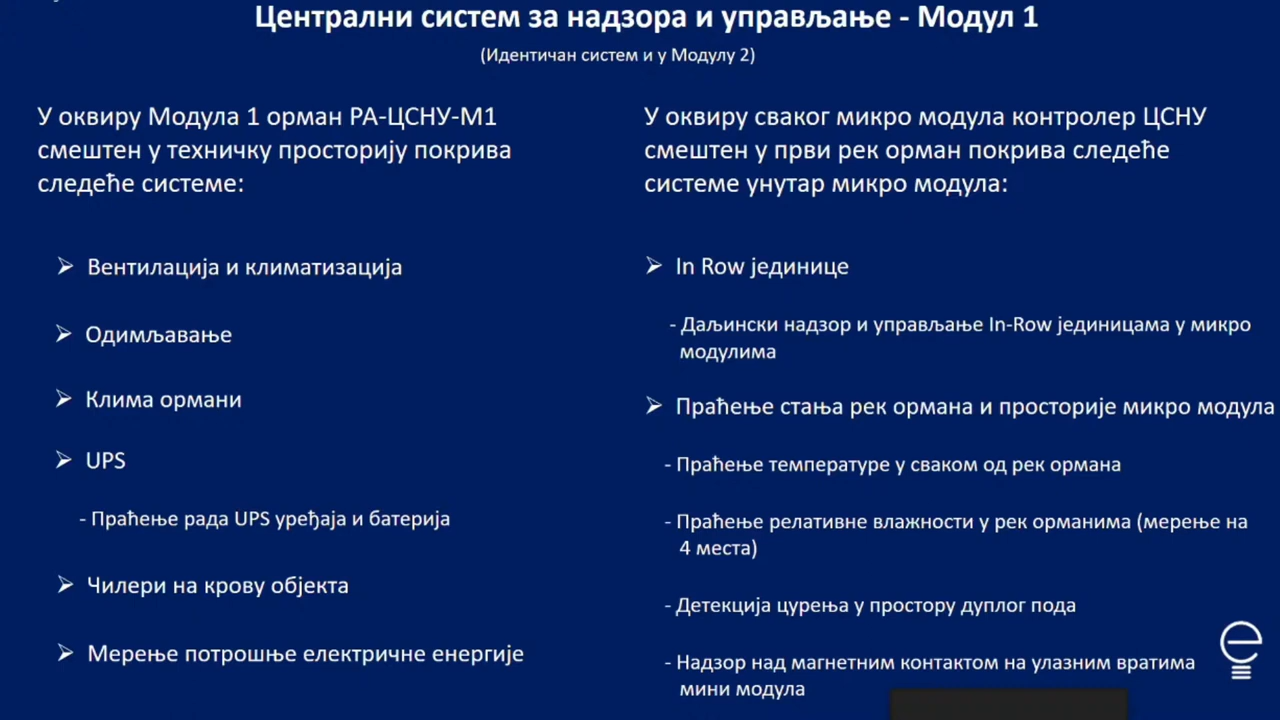 Централни систем за надзора и управљање - Модул 1
(Идентичан систем и у Модулу 2)
У оквиру Модула 1 орман РА-ЦСНУ-М1
смештен у техничку просторију покрива
следеће системе:
➢ Вентилација и климатизација
➢ Одимљавање
➢ Клима ормани
➢ UPS
- Праћење рада UPS уређаја и батерија
➢ Чилери на крову објекта
➢ Мерење потрошње електричне енергије
У оквиру сваког микро модула контролер ЦСНУ
смештен у први рек орман покрива следеће
системе унутар микро модула:
➢ In Row јединице
- Даљински надзор и управљање In-Row јединицама у микро
модулима
➢ Праћење стања рек ормана и просторије микро модула
- Праћење температуре у сваком од рек ормана
- Праћење релативне влажности у рек орманима (мерење на
4 места)
- Детекција цурења у простору дуплог пода
- Надзор над магнетним контактом на улазним вратима
мини модула